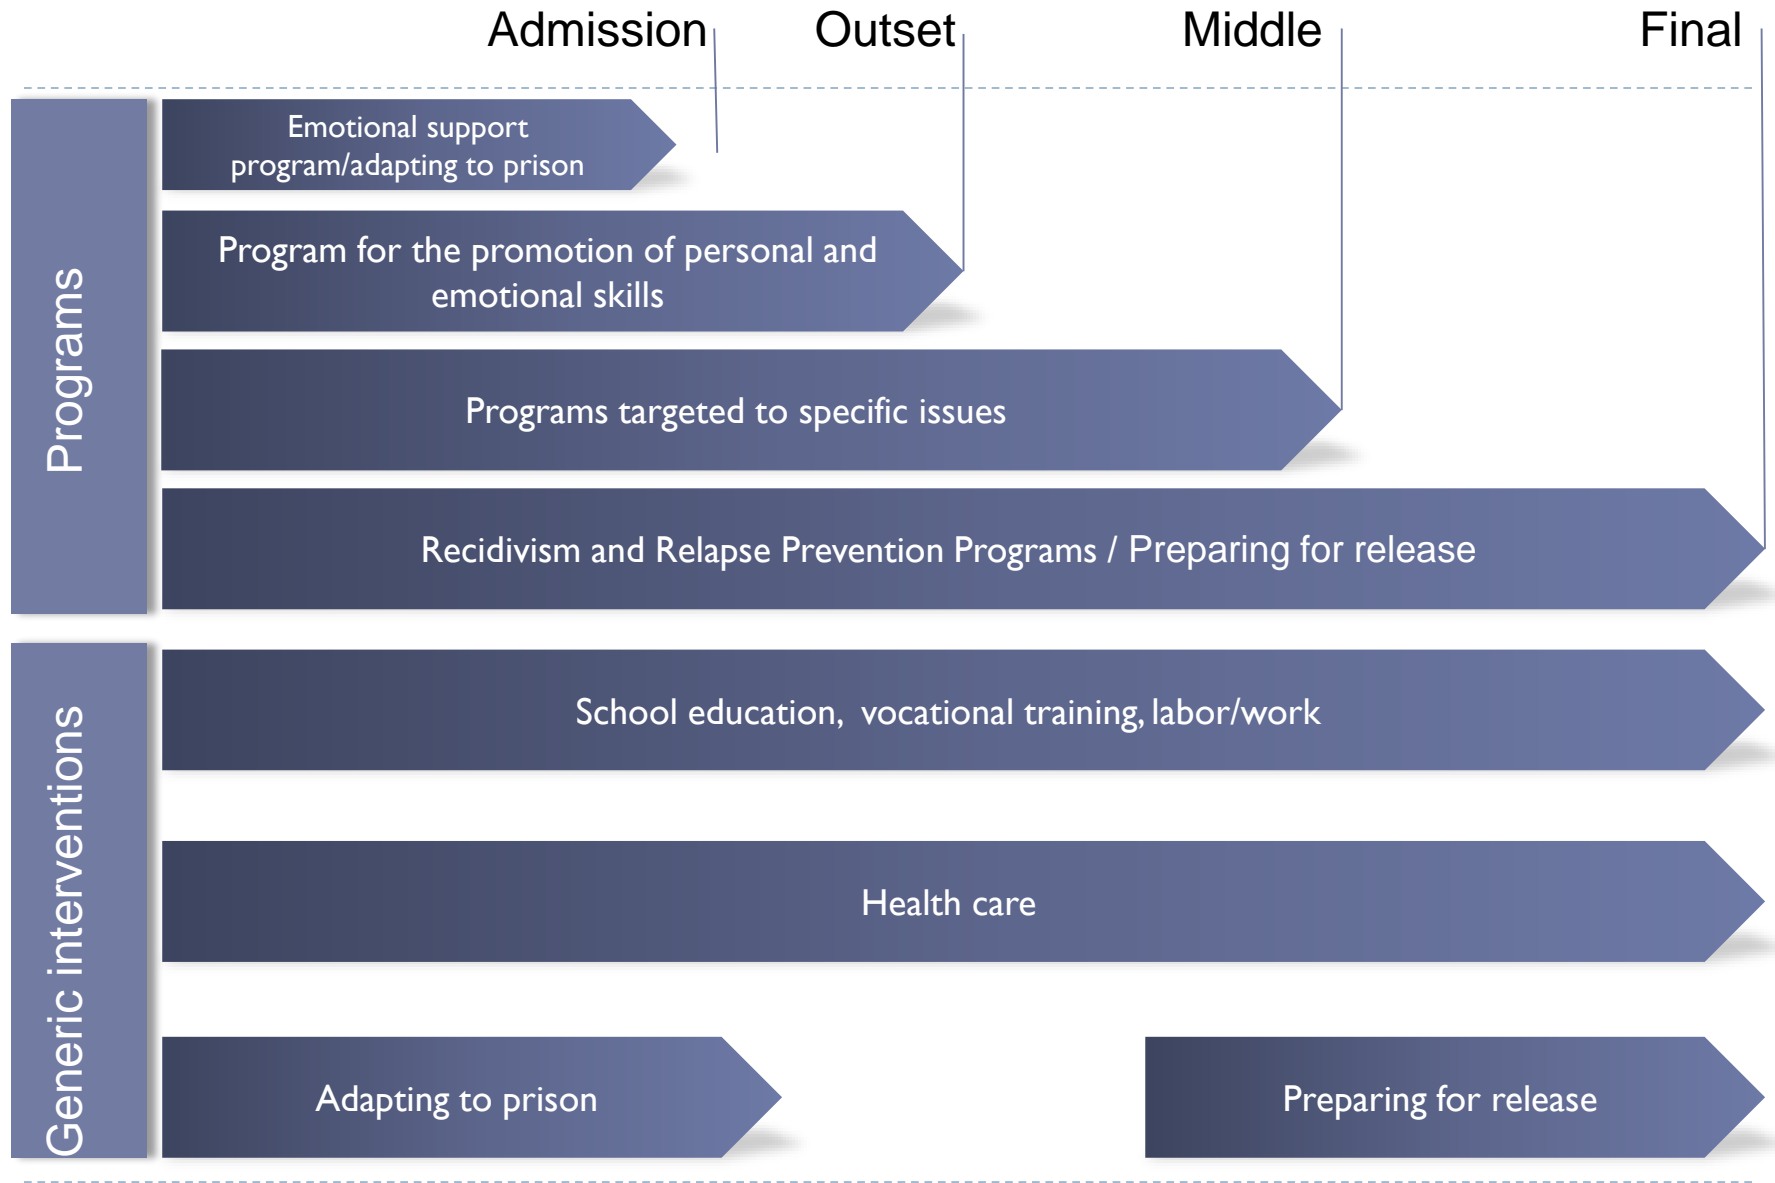 Admission Outset Middle Final
Programs
Emotional support
program/adapting to prison
Program for the promotion of personal and
emotional skills
Programs targeted to specific issues
Recidivism and Relapse Prevention Programs / Preparing for release
Generic interventions
School education, vocational training, labor/work
Health care
Adapting to prison
Preparing for release